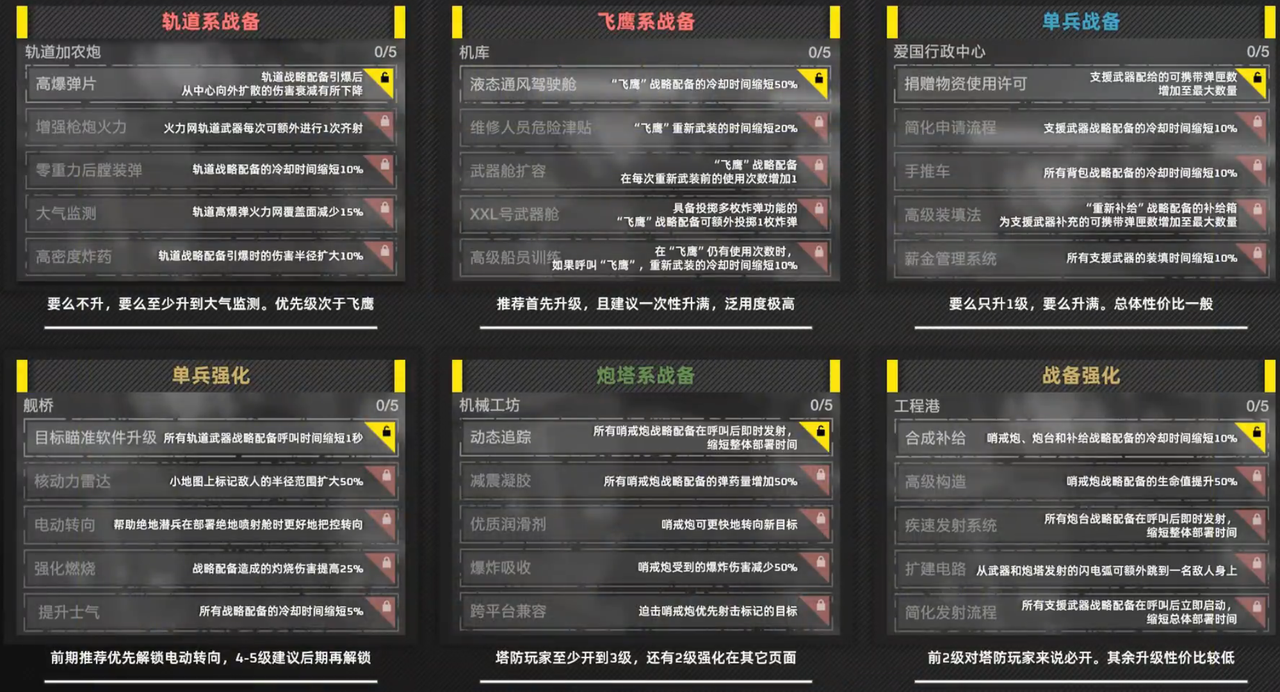 轨道系战备
轨道加农炮 0/5
高爆弹片
轨道战略配备引爆后
从中心向外扩散的伤害衰减有所下降
增强枪炮火力 火力网轨道武器每次可额外进行1次齐射
零重力后膛装弹 轨道战略配备的冷却时间缩短10%
大气监测 轨道高爆弹火力网覆盖面减少15%
高密度炸药 轨道战略配备引爆时的伤害半径扩大10%
要么不升，要么至少升到大气监测。优先级次于飞鹰
飞鹰系战备
机库 0/5
液态通风驾驶舱 “飞鹰”战略配备的冷却时间缩短50%
维修人员危险津贴 “飞鹰”重新武装的时间缩短20%
武器舱扩容
“飞鹰”战略配备
在每次重新武装前的使用次数增加1
XXL号武器舱
具备投掷多枚炸弹功能的
“飞鹰”战略配备可额外投掷1枚炸弹
高级船员训练
在“飞鹰”仍有使用次数时，
如果呼叫“飞鹰”，重新武装的冷却时间缩短10%
推荐首先升级，且建议一次性升满，泛用度极高
单兵战备
爱国行政中心 0/5
捐赠物资使用许可
支援武器配给的可携带弹匣数
增加至最大数量
简化申请流程 支援武器战略配备的冷却时间缩短10%
手推车 所有背包战略配备的冷却时间缩短10%
高级装填法
“重新补给”战略配备的补给箱
为支援武器补充的可携带弹匣数增加至最大数量
薪金管理系统 所有支援武器的装填时间缩短10%
要么只升1级，要么升满。总体性价比一般
单兵强化
舰桥 0/5
目标瞄准软件升级 所有轨道武器战略配备呼叫时间缩短1秒
核动力雷达 小地图上标记敌人的半径范围扩大50%
电动转向 帮助绝地潜兵在部署绝地喷射舱时更好地把控转向
强化燃烧 战略配备造成的灼烧伤害提高25%
提升士气 所有战略配备的冷却时间缩短5%
前期推荐优先解锁电动转向，4-5级建议后期再解锁
炮塔系战备
机械工坊 0/5
动态追踪
所有哨戒炮战略配备在呼叫后即时发射，
缩短整体部署时间
减震凝胶 所有哨戒炮战略配备的弹药量增加50%
优质润滑剂 哨戒炮可更快地转向新目标
爆炸吸收 哨戒炮受到的爆炸伤害减少50%
跨平台兼容 迫击哨戒炮优先射击标记的目标
塔防玩家至少开到3级，还有2级强化在其它页面
战备强化
工程港 0/5
合成补给 哨戒炮、炮台和补给战略配备的冷却时间缩短10%
高级构造 哨戒炮战略配备的生命值提升50%
疾速发射系统
所有炮台战略配备在呼叫后即时发射，
缩短整体部署时间
扩建电路 从武器和炮塔发射的闪电弧可额外跳到一名敌人身上
简化发射流程
所有支援武器战略配备在呼叫后立即启动，
缩短总体部署时间
前2级对塔防玩家来说必开。其余升级性价比较低